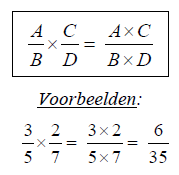 A/B × C/D = A×C/B×D
Voorbeelden:
3/5 × 2/7 = 3×2/5×7 = 6/35